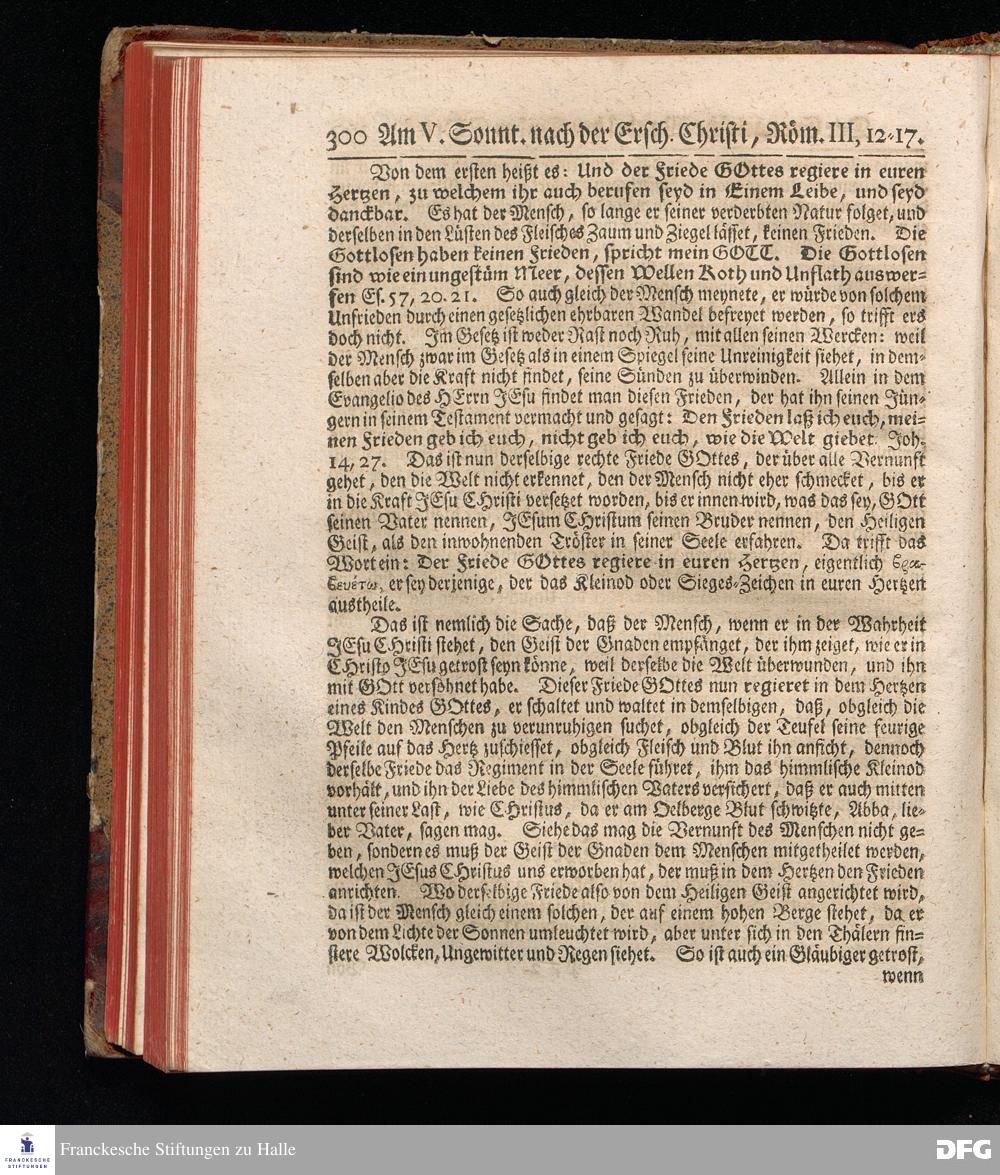 300 Am V. Sonnt. nach der Ersch. Christi, Röm. III, 12-17.
Von dem ersten heißt es: Und der Friede GOttes regiere in euren
Hertzen, zu welchem ihr auch berufen seyd in Einem Leibe, und seyd
danckbar. Es hat der Mensch, so lange er seiner verderbten Natur folget, und
derselben in den Lüsten des Fleisches Zaum und Ziegel lässet, keinen Frieden. Die
Gottlosen haben keinen Frieden, spricht mein GOTT. Die Gottlosen
sind wie ein ungestüm Meer, dessen Wellen Koth und Unflath auswer-
fen Es. 57, 20. 21. So auch gleich der Mensch meynete, er würde von solchem
Unfrieden durch einen gesetzlichen ehrbaren Wandel befreyet werden, so trifft ers
doch nicht. Im Gesetz ist weder Rast noch Ruh, mit allen seinen Wercken: weil
der Mensch zwar im Gesetz als in einem Spiegel seine Unreinigkeit siehet, in dem-
selben aber die Kraft nicht findet, seine Sünden zu überwinden. Allein in dem
Evangelio des HErrn JEsu findet man diesen Frieden, der hat ihn seinen Jün-
gern in seinem Testament vermacht und gesagt: Den Frieden laß ich euch, mei-
nen Frieden geb ich euch, nicht geb ich euch, wie die Welt giebet. Joh.
14, 27. Das ist nun derselbige rechte Friede GOttes, der über alle Vernunft
gehet, den die Welt nicht erkennet, den der Mensch nicht eher schmecket, bis er
in die Kraft JEsu CHristi versetzet worden, bis er innen wird, was das sey, GOtt
seinen Vater nennen, JEsum CHristum seinen Bruder nennen, den Heiligen
Geist, als den inwohnenden Tröster in seiner Seele erfahren. Da trifft das
Wort ein: Der Friede GOttes regiere in euren Hertzen, eigentlich βρα-
βευέτω, er sey derjenige, der das Kleinod oder Sieges-Zeichen in euren Hertzen
austheile.
Das ist nemlich die Sache, daß der Mensch, wenn er in der Wahrheit
JEsu CHristi stehet, den Geist der Gnaden empfänget, der ihm zeiget, wie er in
CHristo JEsu getrost seyn könne, weil derselbe die Welt überwunden, und ihn
mit GOtt versöhnet habe. Dieser Friede GOttes nun regieret in dem Hertzen
eines Kindes GOttes, er schaltet und waltet in demselbigen, daß, obgleich die
Welt den Menschen zu verunruhigen suchet, obgleich der Teufel seine feurige
Pfeile auf das Hertz zuschiesset, obgleich Fleisch und Blut ihn anficht, dennoch
derselbe Friede das Regiment in der Seele führet, ihm das himmlische Kleinod
vorhält, und ihn der Liebe des himmlischen Vaters versichert, daß er auch mitten
unter seiner Last, wie CHristus, da er am Oelberge Blut schwitzte, Abba, lie-
ber Vater, sagen mag. Siehe das mag die Vernunft des Menschen nicht ge-
ben, sondern es muß der Geist der Gnaden dem Menschen mitgetheilet werden,
welchen JEsus CHristus uns erworben hat, der muß in dem Hertzen den Frieden
anrichten. Wo derselbige Friede also von dem Heiligen Geist angerichtet wird,
da ist der Mensch gleich einem solchen, der auf einem hohen Berge stehet, da er
von dem Lichte der Sonnen umleuchtet wird, aber unter sich in den Thälern fin-
stere Wolcken, Ungewitter und Regen siehet. So ist auch ein Gläubiger getrost,
wenn
FRANCKESCHE
STIFTUNGEN
Franckesche Stiftungen zu Halle
DFG